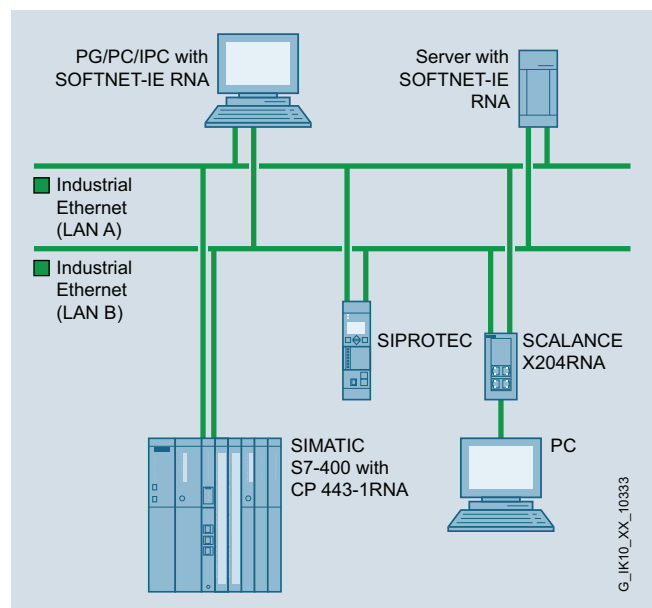 PG/PC/IPC with
SOFTNET-IE RNA
Server with
SOFTNET-IE
RNA
Industrial
Ethernet
(LAN A)
Industrial
Ethernet
(LAN B)
SIPROTEC
SCALANCE
X204RNA
SIMATIC
S7-400 with
CP 443-1RNA
PC
G_IK10_XX_10333